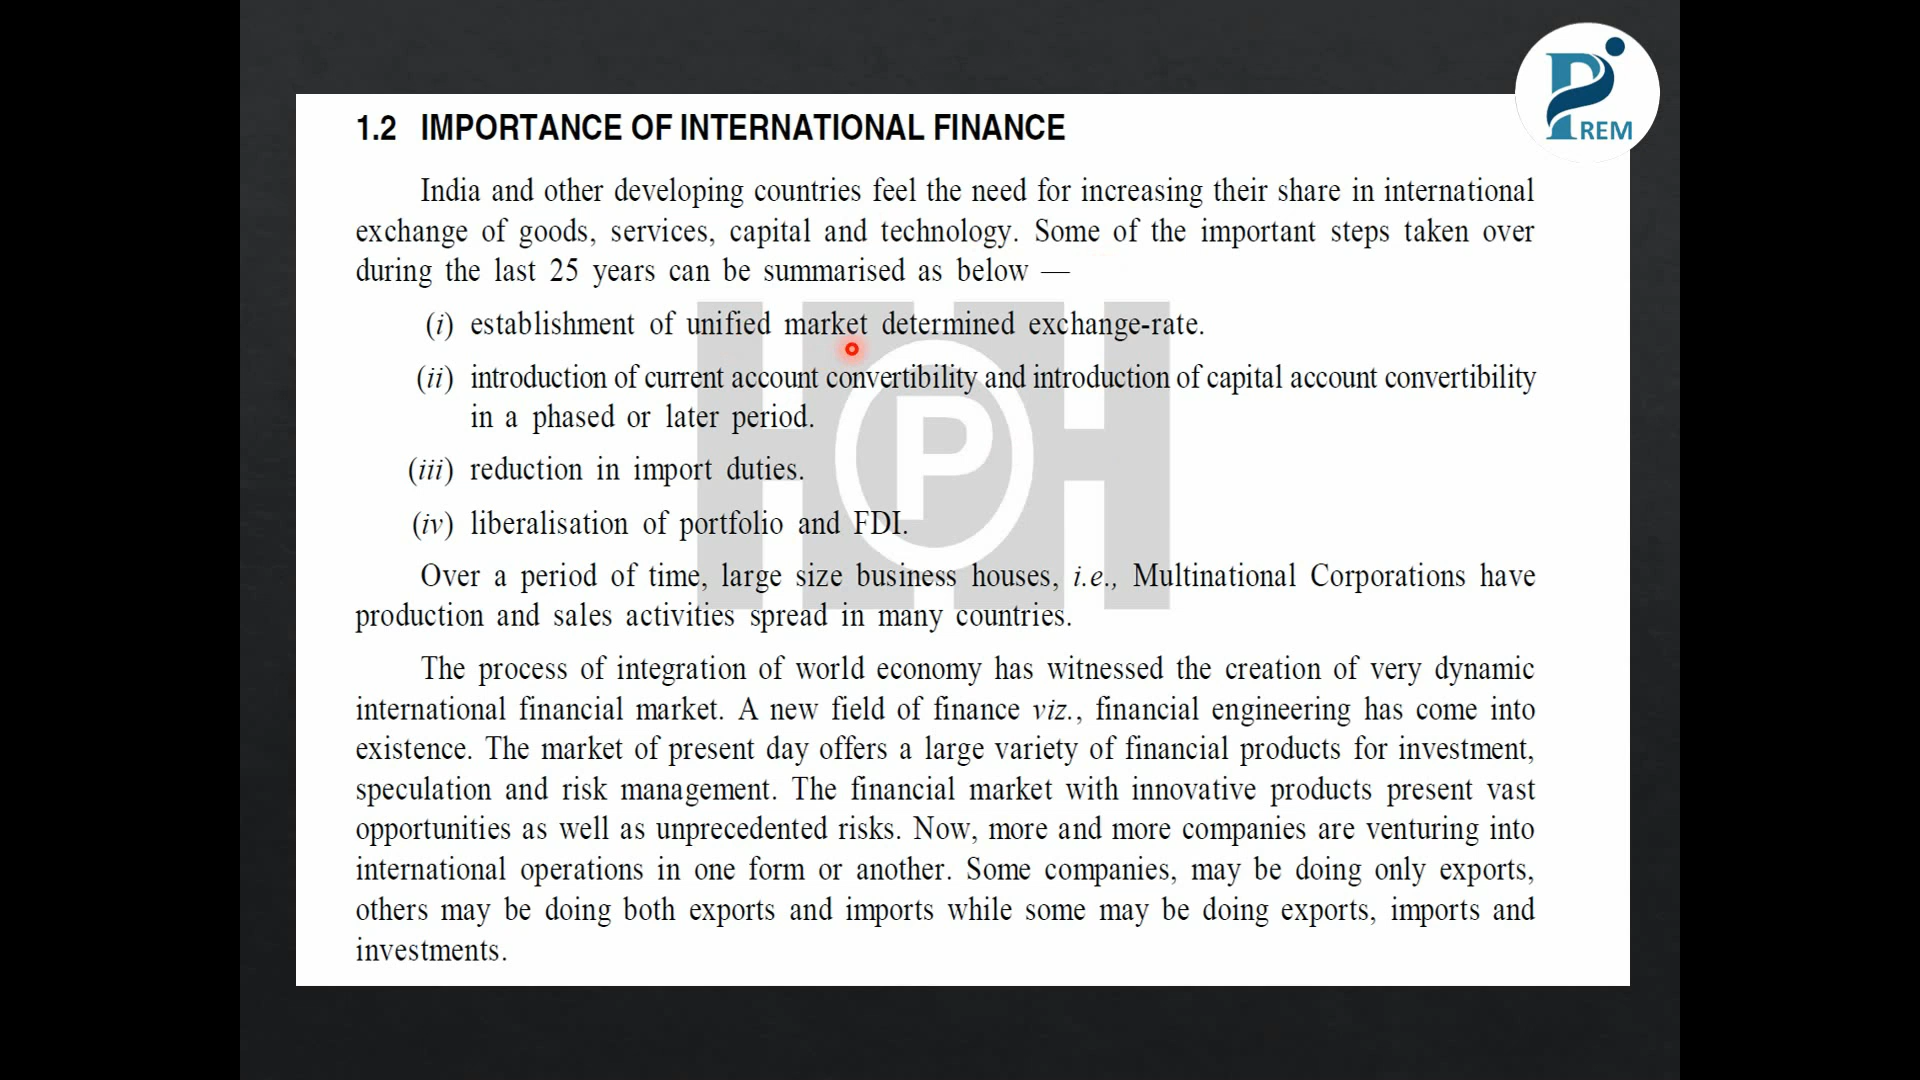 1.2 IMPORTANCE OF INTERNATIONAL FINANCE
PREM
India and other developing countries feel the need for increasing their share in international
exchange of goods, services, capital and technology. Some of the important steps taken over
during the last 25 years can be summarised as below —
(i) establishment of unified market determined exchange-rate.
(ii) introduction of current account convertibility and introduction of capital account convertibility
in a phased or later period.
(iii) reduction in import duties.
(iv) liberalisation of portfolio and FDI.
Over a period of time, large size business houses, i.e., Multinational Corporations have
production and sales activities spread in many countries.
The process of integration of world economy has witnessed the creation of very dynamic
international financial market. A new field of finance viz., financial engineering has come into
existence. The market of present day offers a large variety of financial products for investment,
speculation and risk management. The financial market with innovative products present vast
opportunities as well as unprecedented risks. Now, more and more companies are venturing into
international operations in one form or another. Some companies, may be doing only exports,
others may be doing both exports and imports while some may be doing exports, imports and
investments.
HPH